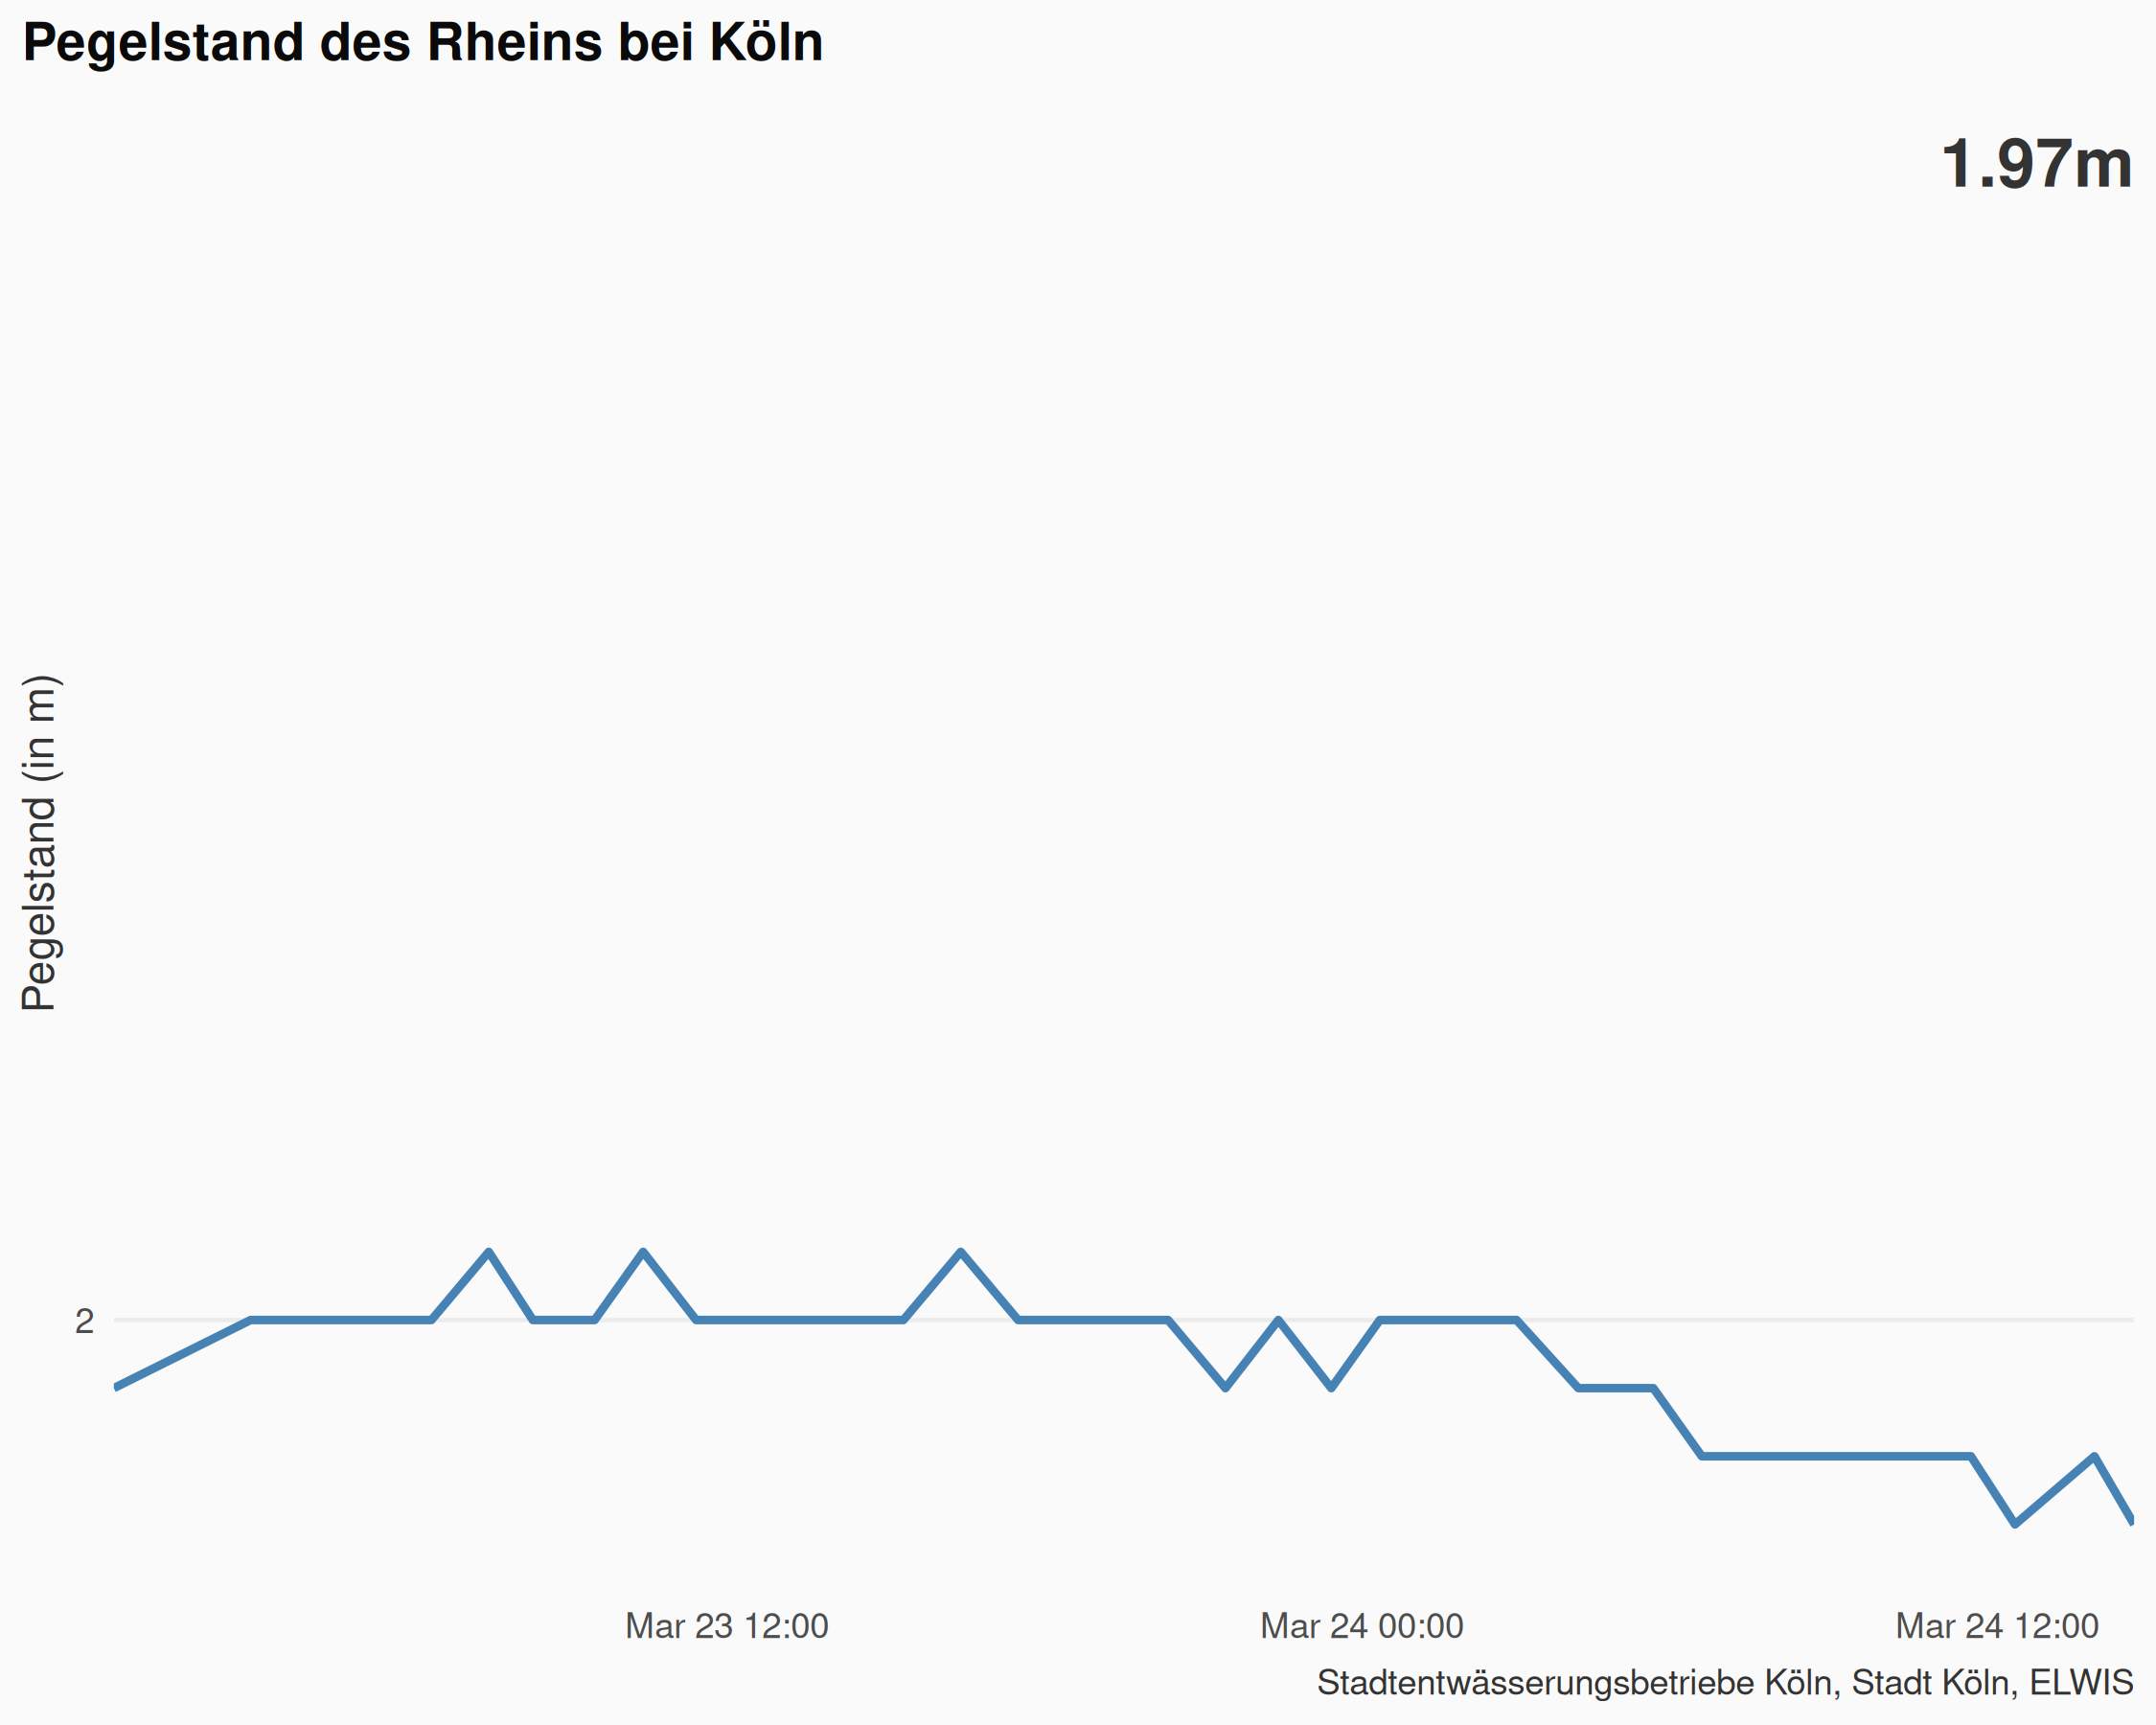 Pegelstand des Rheins bei Köln
1.97m
Pegelstand (in m)
2
Mar 23 12:00
Mar 24 00:00
Mar 24 12:00
Stadtentwässerungsbetriebe Köln, Stadt Köln, ELWIS